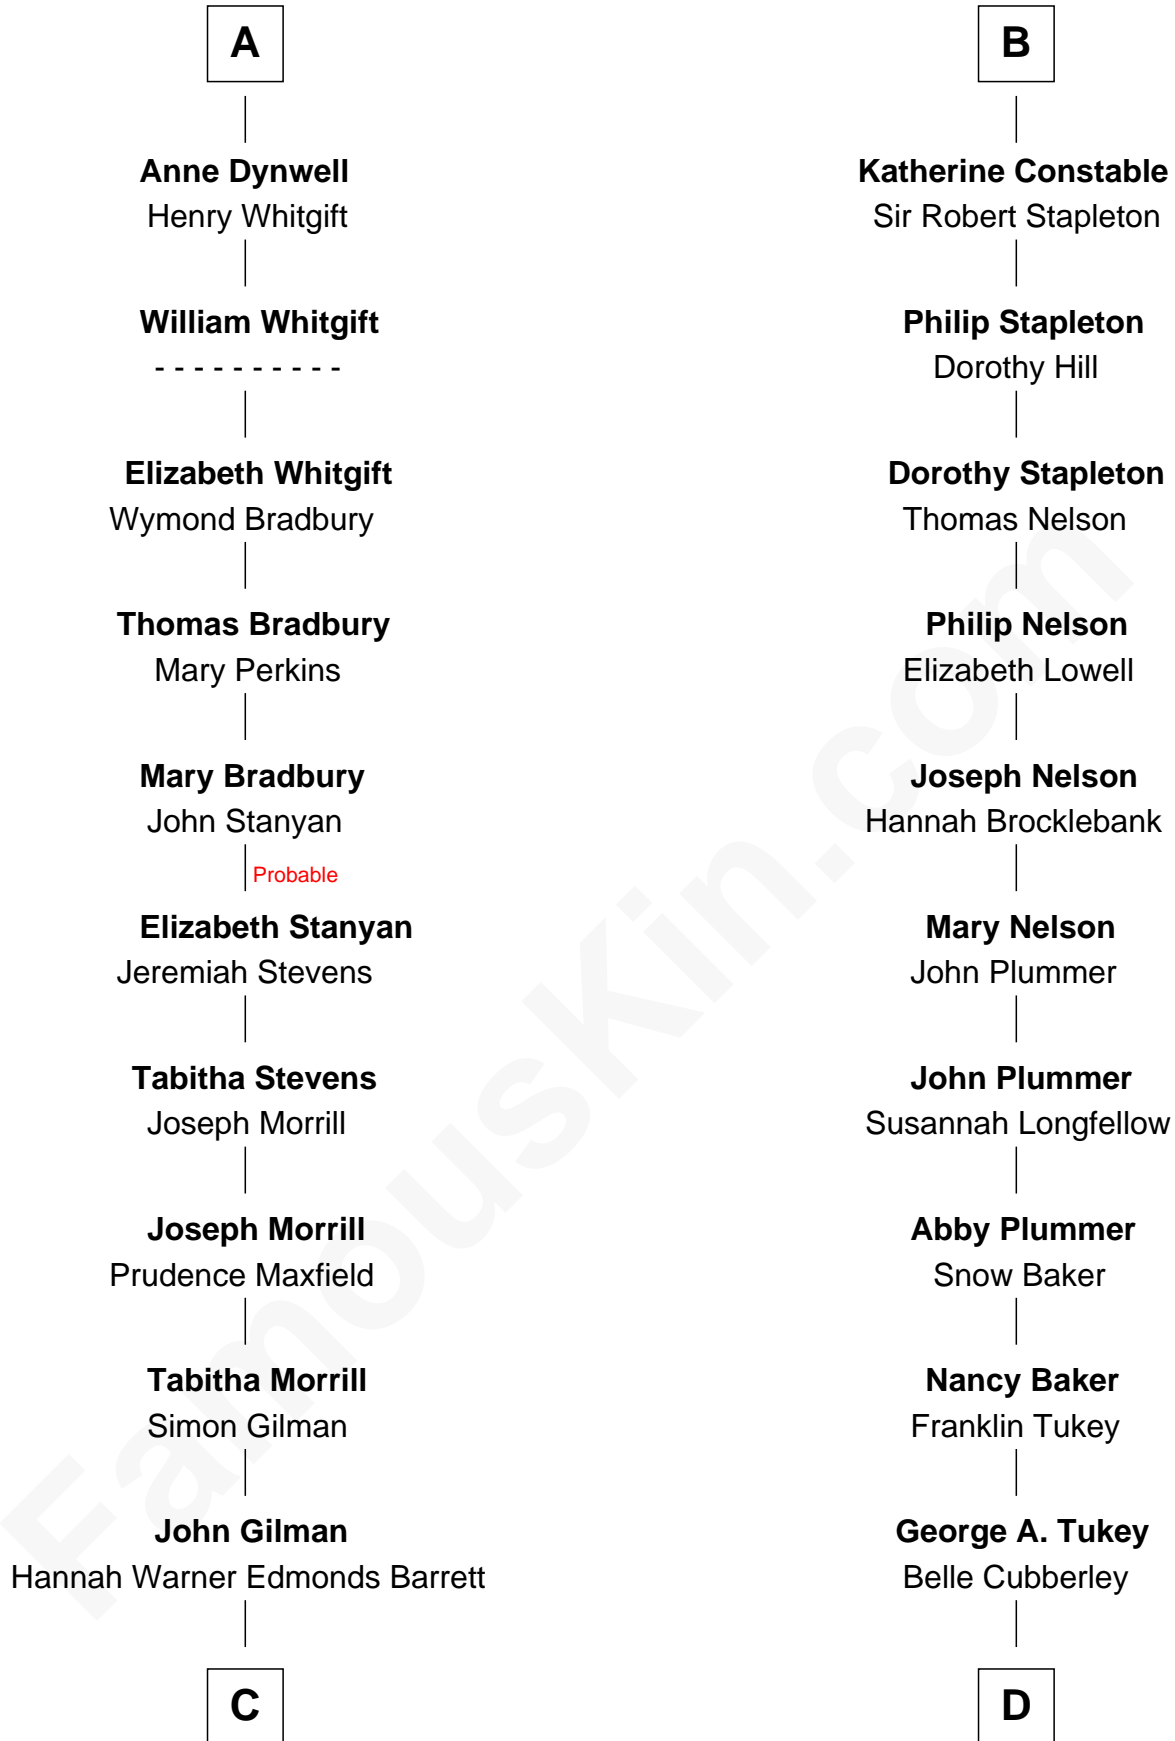 A
Anne Dynwell
Henry Whitgift
William Whitgift
- - - - - - - - - -
Elizabeth Whitgift
Wymond Bradbury
Thomas Bradbury
Mary Perkins
Mary Bradbury
John Stanyan
Probable
Elizabeth Stanyan
Jeremiah Stevens
Tabitha Stevens
Joseph Morrill
Joseph Morrill
Prudence Maxfield
Tabitha Morrill
Simon Gilman
John Gilman
Hannah Warner Edmonds Barrett
C
B
Katherine Constable
Sir Robert Stapleton
Philip Stapleton
Dorothy Hill
Dorothy Stapleton
Thomas Nelson
Philip Nelson
Elizabeth Lowell
Joseph Nelson
Hannah Brocklebank
Mary Nelson
John Plummer
John Plummer
Susannah Longfellow
Abby Plummer
Snow Baker
Nancy Baker
Franklin Tukey
George A. Tukey
Belle Cubberley
D
FamousKin.com